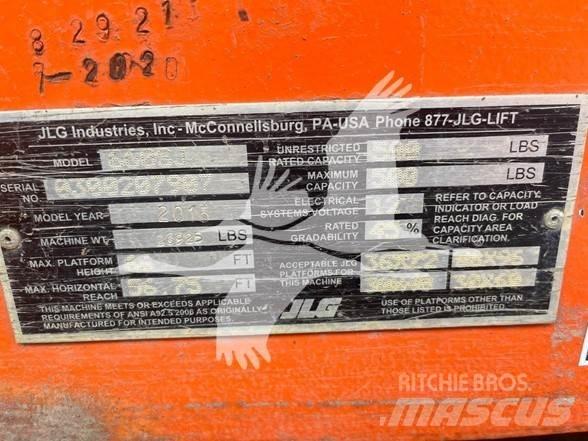 8 29 21
7-2020
JLG Industries, Inc - McConnellsburg, PA-USA Phone 877-JLG-LIFT
MODEL
SERIAL NO.
MODEL YEAR
MACHINE WT. LBS
MAX. PLATFORM HEIGHT FT
MAX. HORIZONTAL REACH FT
THIS MACHINE MEETS OR EXCEEDS APPLICABLE
REQUIREMENTS OF ANSI A92.5 2006 AS ORIGINALLY
MANUFACTURED FOR INTENDED PURPOSES.
UNRESTRICTED RATED CAPACITY LBS
MAXIMUM CAPACITY LBS
ELECTRICAL SYSTEMS VOLTAGE
RATED GRADABILITY %
REFER TO CAPACITY
INDICATOR OR LOAD
REACH DIAG. FOR
CAPACITY AREA
CLARIFICATION.
ACCEPTABLE JLG
PLATFORMS FOR
THIS MACHINE
JLG
USE OF PLATFORMS OTHER THAN
THOSE LISTED IS PROHIBITED.
RITCHIE BROS.
MASCUS